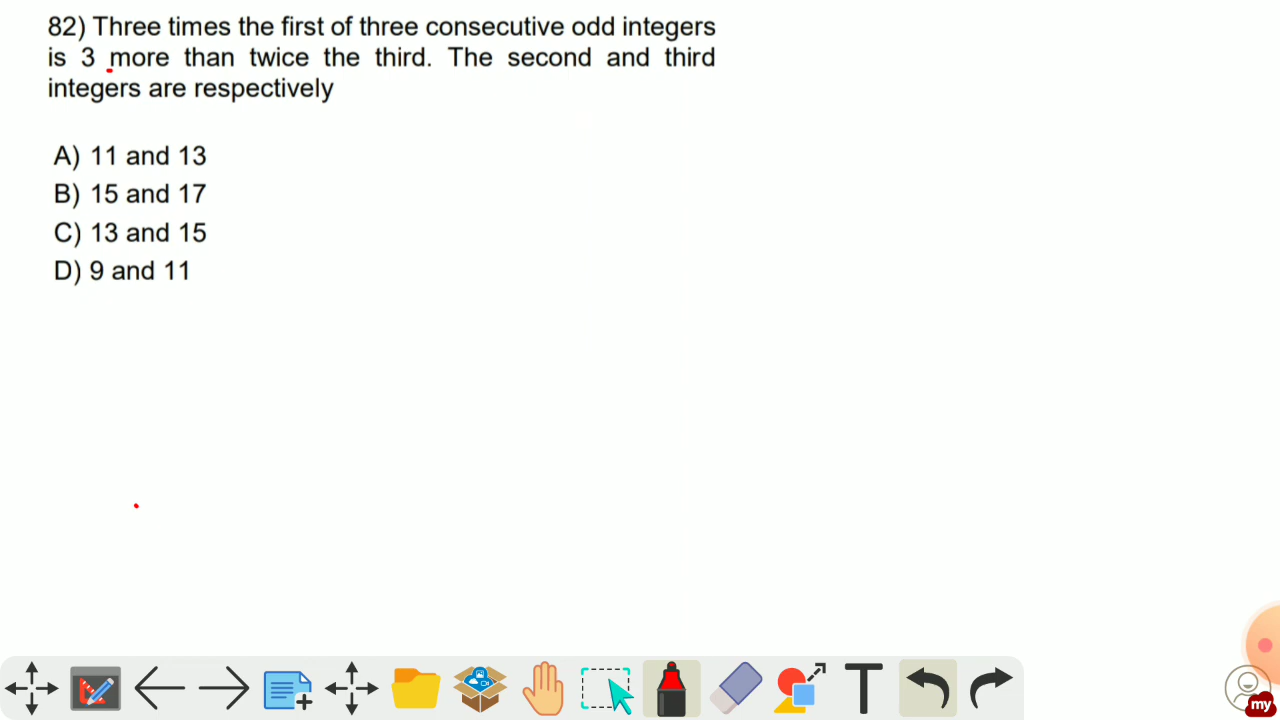 82) Three times the first of three consecutive odd integers
is 3 more than twice the third. The second and third
integers are respectively
A) 11 and 13
B) 15 and 17
C) 13 and 15
D) 9 and 11
T
my